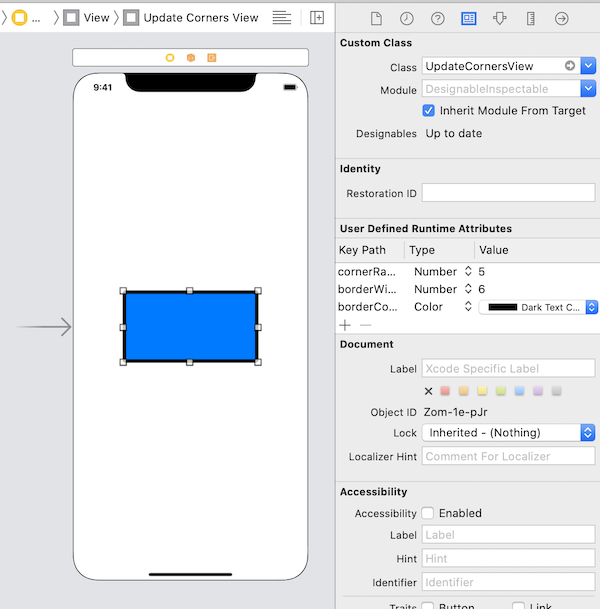 ... View Update Corners View
9:41
Custom Class
Class UpdateCornersView
Module DesignableInspectable
Inherit Module From Target
Designables Up to date
Identity
Restoration ID
User Defined Runtime Attributes
Key Path Type Value
cornerRa... Number 5
borderWi... Number 6
borderCo... Color Dark Text C...
Document
Label Xcode Specific Label
Object ID Zom-1e-pJr
Lock Inherited - (Nothing)
Localizer Hint Comment For Localizer
Accessibility
Accessibility Enabled
Label Label
Hint Hint
Identifier Identifier
Traits Button Link